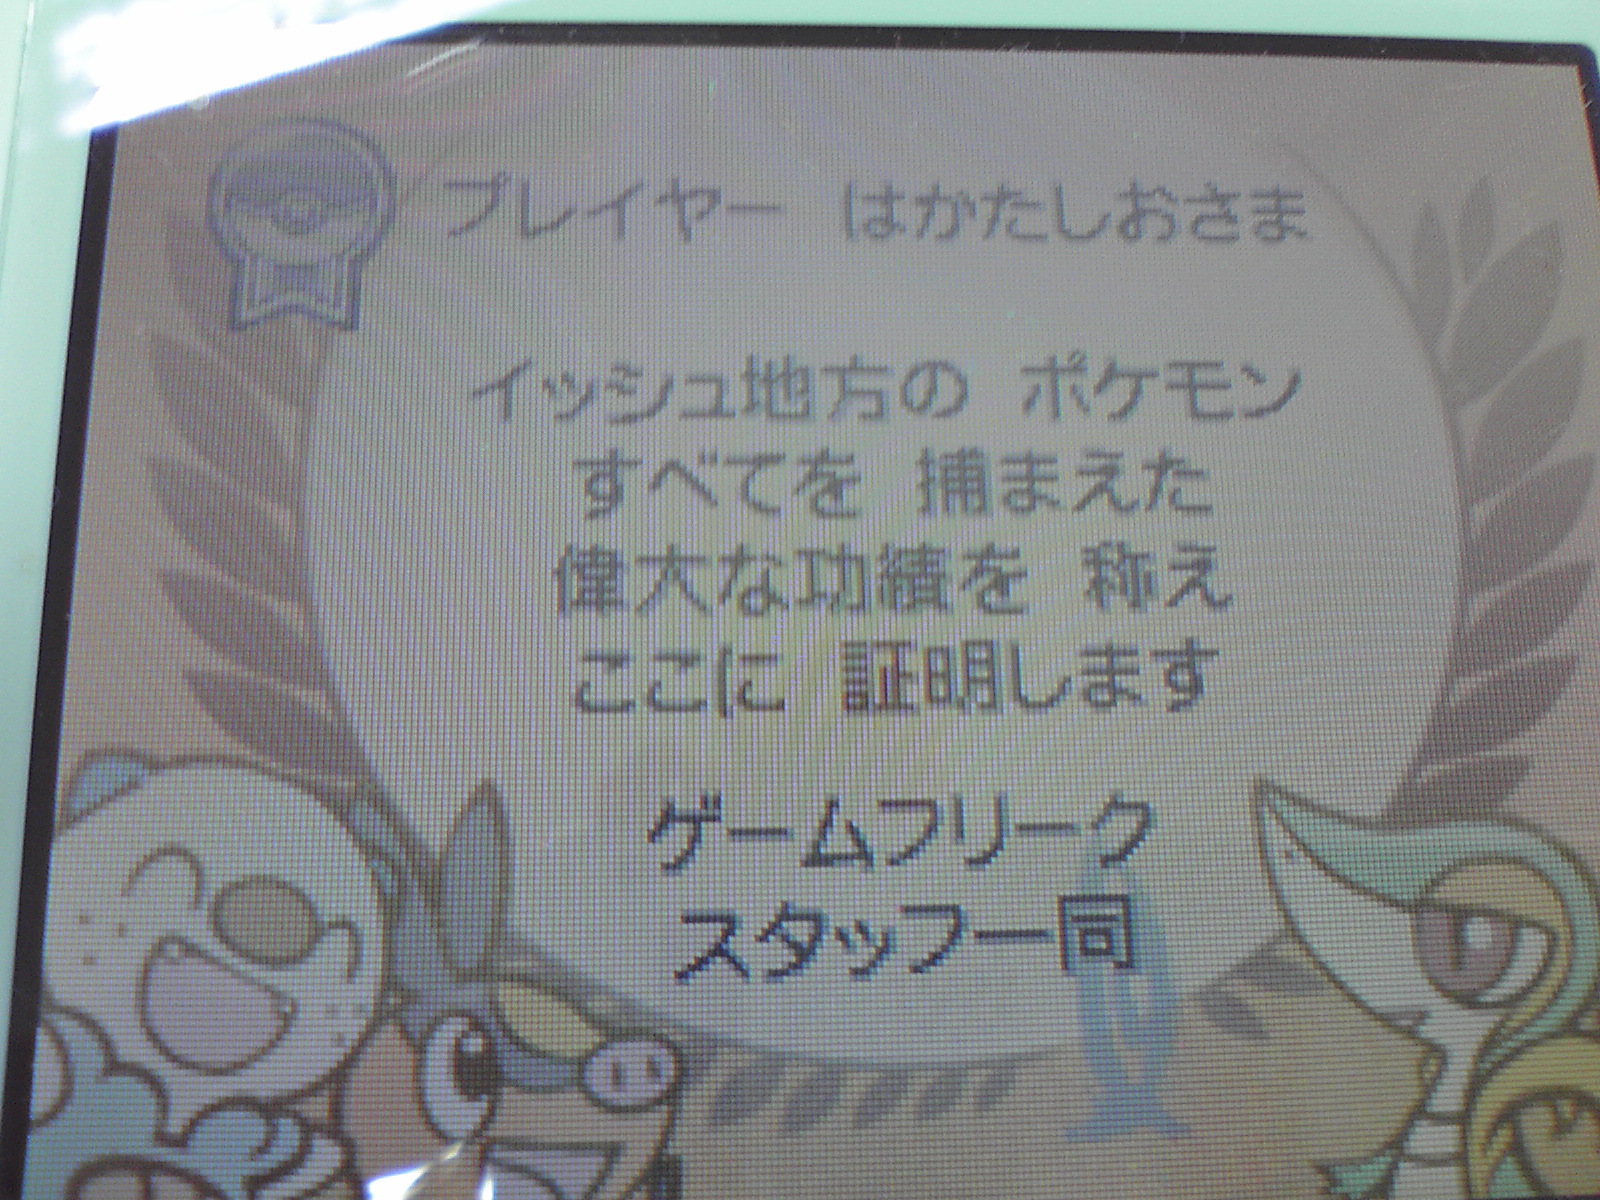 プレイヤー はかたしおさま
イッシュ地方の ポケモン
すべてを 捕まえた
偉大な功績を 称え
ここに 証明します
ゲームフリーク
スタッフ一同